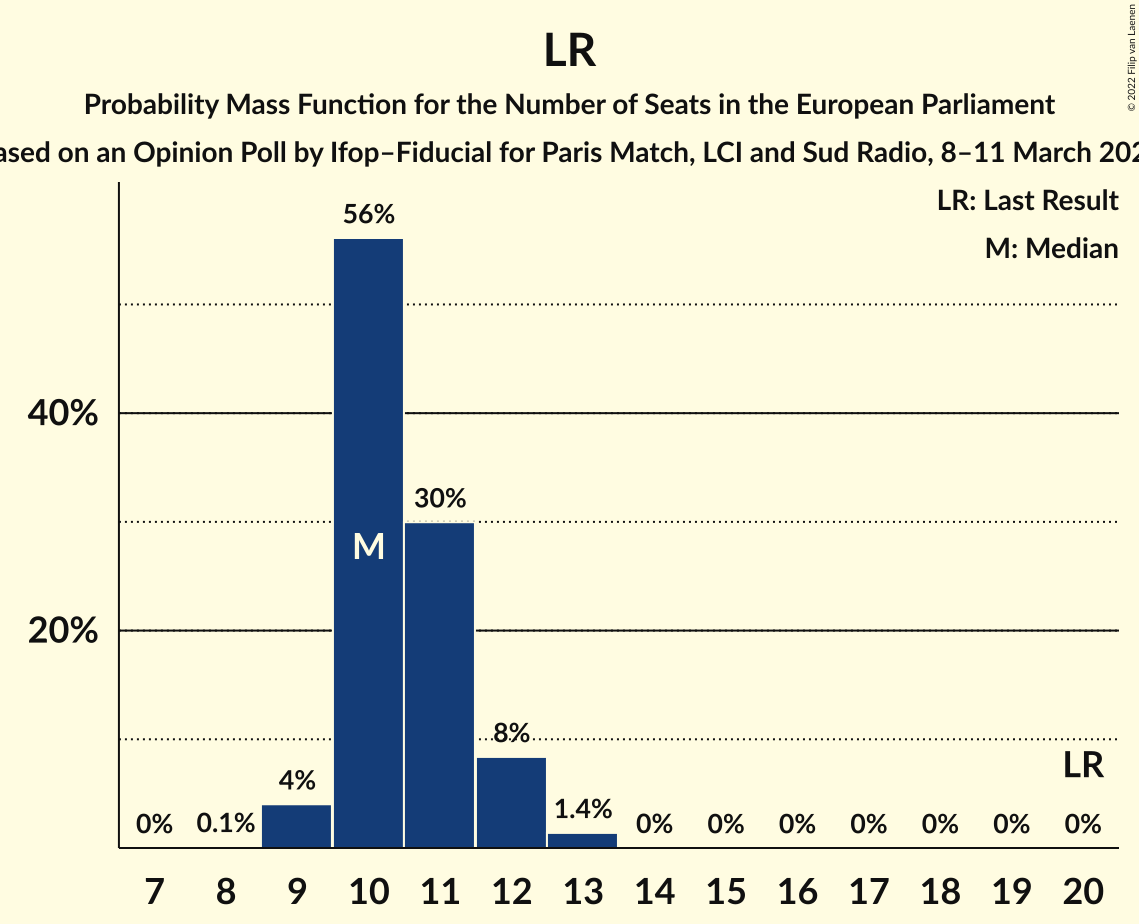 LR
Probability Mass Function for the Number of Seats in the European Parliament
ased on an Opinion Poll by Ifop–Fiducial for Paris Match, LCI and Sud Radio, 8–11 March 202
© 2022 Filip van Laenen
LR: Last Result
M: Median
56%
40%
30%
M
20%
8%
LR
4%
1.4%
0% 0.1% 0% 0% 0% 0% 0% 0% 0%
7 8 9 10 11 12 13 14 15 16 17 18 19 20